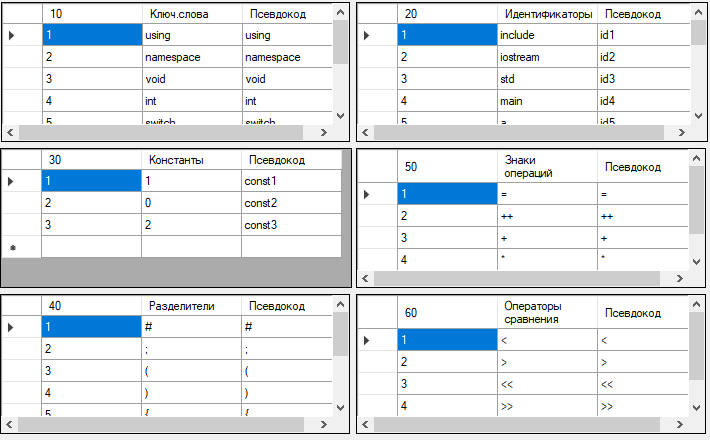 10 Ключ.слова Псевдокод
1 using using
2 namespace namespace
3 void void
4 int int
5 switch switch
20 Идентификаторы Псевдокод
1 include id1
2 iostream id2
3 std id3
4 main id4
5 a id5
30 Константы Псевдокод
1 1 const1
2 0 const2
3 2 const3
*
50 Знаки операций Псевдокод
1 = =
2 ++ ++
3 + +
4 * *
40 Разделители Псевдокод
1 # #
2 ; ;
3 ( (
4 ) )
5 { {
60 Операторы сравнения Псевдокод
1 < <
2 > >
3 << <<
4 >> >>